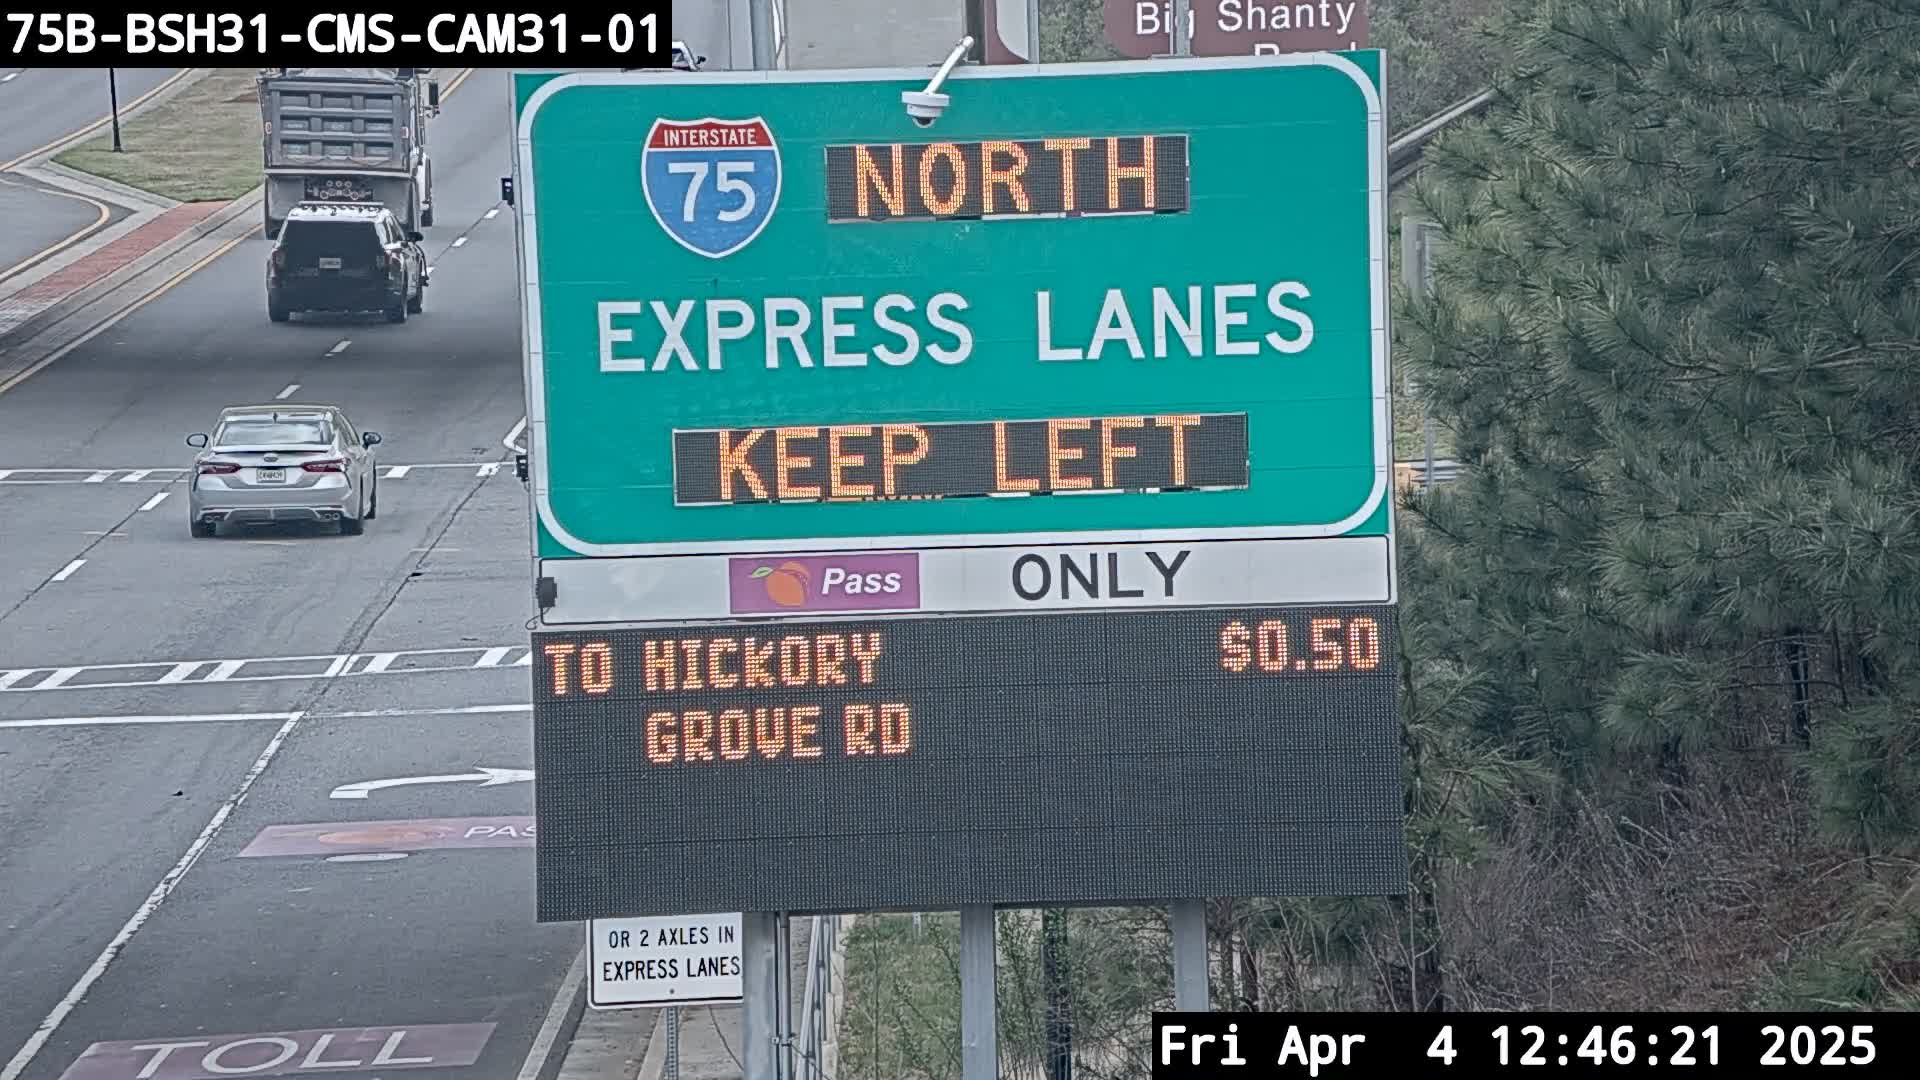 75B-BSH31-CMS-CAM31-01
Big Shanty
Road
INTERSTATE
75
NORTH
EXPRESS LANES
KEEP LEFT
Pass ONLY
TO HICKORY $0.50
GROVE RD
OR 2 AXLES IN
EXPRESS LANES
TOLL
Fri Apr 4 12:46:21 2025